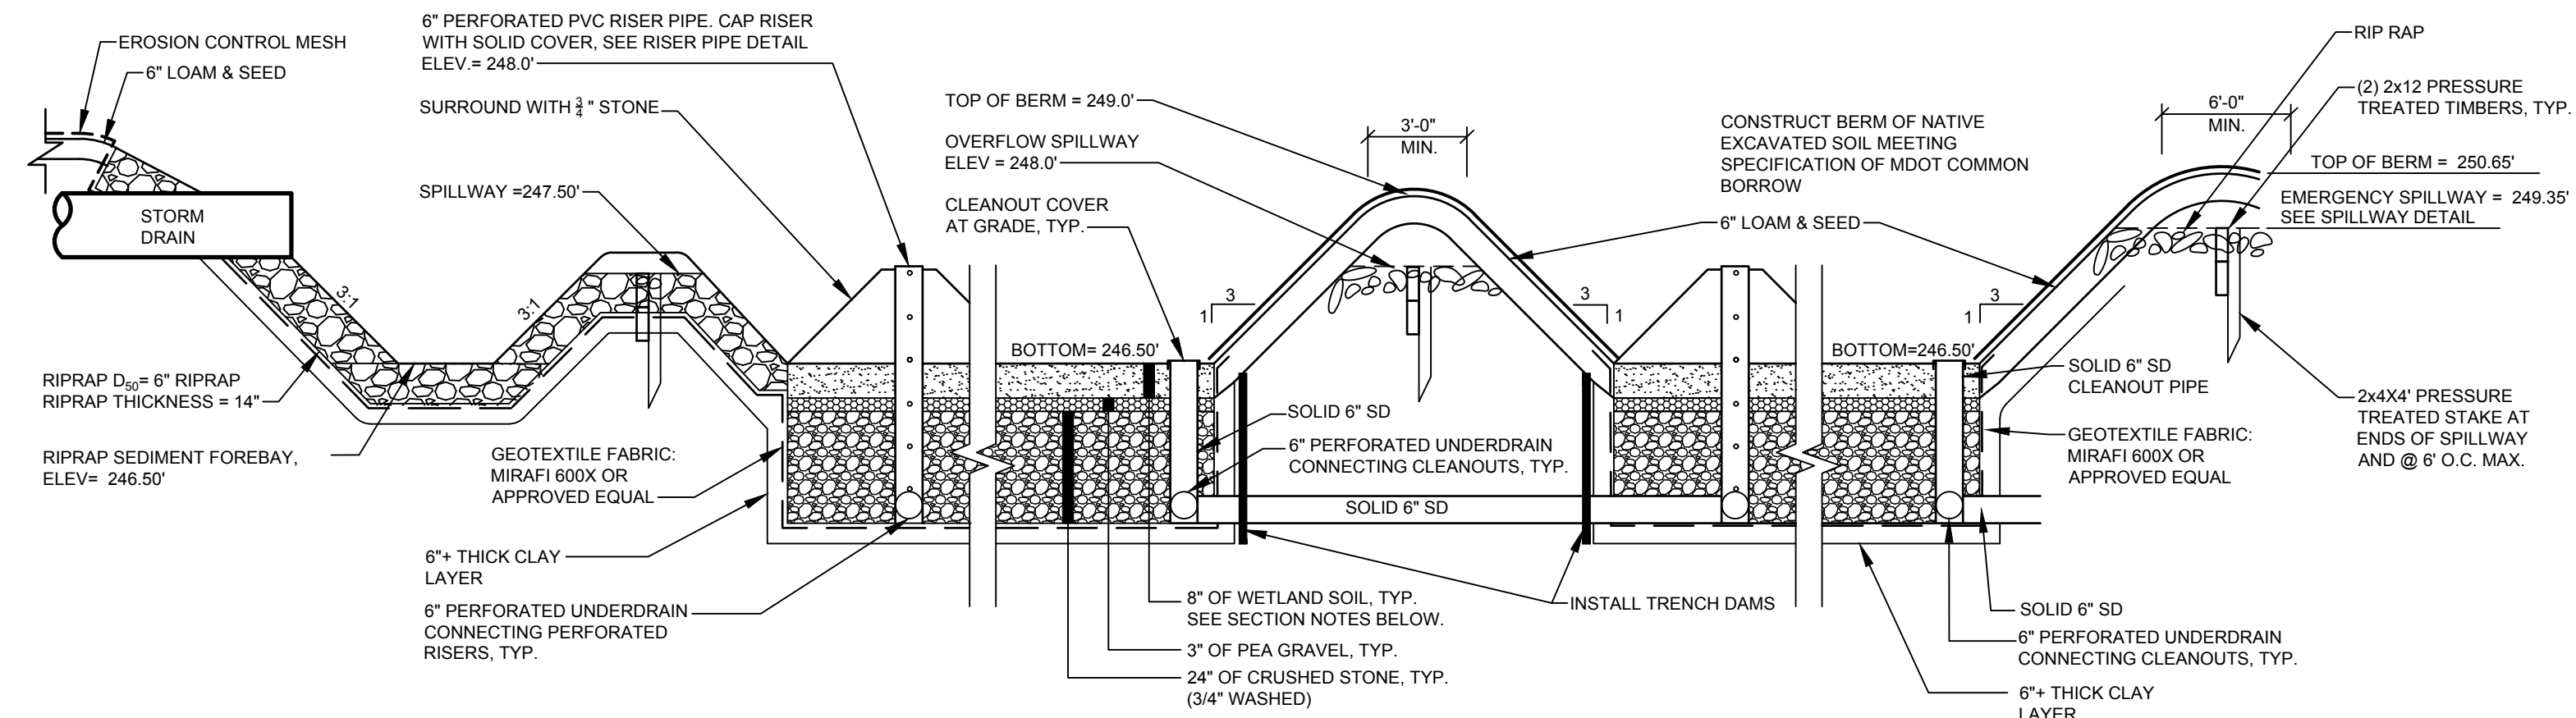 EROSION CONTROL MESH
6" LOAM & SEED
STORM
DRAIN
3:1
3:1
RIPRAP D50= 6" RIPRAP
RIPRAP THICKNESS = 14"
RIPRAP SEDIMENT FOREBAY,
ELEV= 246.50'
6" PERFORATED PVC RISER PIPE. CAP RISER
WITH SOLID COVER, SEE RISER PIPE DETAIL
ELEV.= 248.0'
SURROUND WITH 3/4 " STONE
SPILLWAY =247.50'
GEOTEXTILE FABRIC:
MIRAFI 600X OR
APPROVED EQUAL
6"+ THICK CLAY
LAYER
6" PERFORATED UNDERDRAIN
CONNECTING PERFORATED
RISERS, TYP.
TOP OF BERM = 249.0'
OVERFLOW SPILLWAY
ELEV = 248.0'
CLEANOUT COVER
AT GRADE, TYP.
BOTTOM= 246.50'
3
1
3'-0"
MIN.
3
1
SOLID 6" SD
6" PERFORATED UNDERDRAIN
CONNECTING CLEANOUTS, TYP.
SOLID 6" SD
8" OF WETLAND SOIL, TYP.
SEE SECTION NOTES BELOW.
3" OF PEA GRAVEL, TYP.
24" OF CRUSHED STONE, TYP.
(3/4" WASHED)
INSTALL TRENCH DAMS
CONSTRUCT BERM OF NATIVE
EXCAVATED SOIL MEETING
SPECIFICATION OF MDOT COMMON
BORROW
6" LOAM & SEED
BOTTOM=246.50'
3
1
RIP RAP
(2) 2x12 PRESSURE
TREATED TIMBERS, TYP.
6'-0"
MIN.
TOP OF BERM = 250.65'
EMERGENCY SPILLWAY = 249.35'
SEE SPILLWAY DETAIL
SOLID 6" SD
CLEANOUT PIPE
GEOTEXTILE FABRIC:
MIRAFI 600X OR
APPROVED EQUAL
2x4X4' PRESSURE
TREATED STAKE AT
ENDS OF SPILLWAY
AND @ 6' O.C. MAX.
SOLID 6" SD
6" PERFORATED UNDERDRAIN
CONNECTING CLEANOUTS, TYP.
6"+ THICK CLAY
LAYER